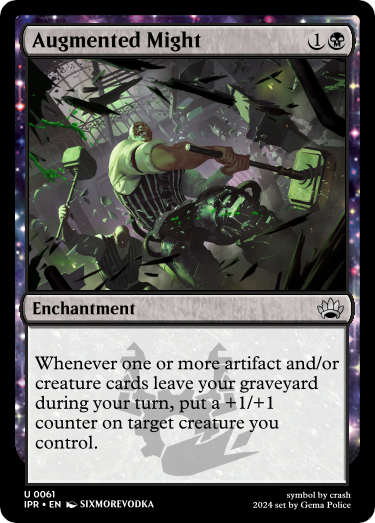 Augmented Might 1
Enchantment
Whenever one or more artifact and/or
creature cards leave your graveyard
during your turn, put a +1/+1
counter on target creature you
control.
U 0061
IPR • EN SIXMOREVODKA
symbol by crash
2024 set by Gema Police